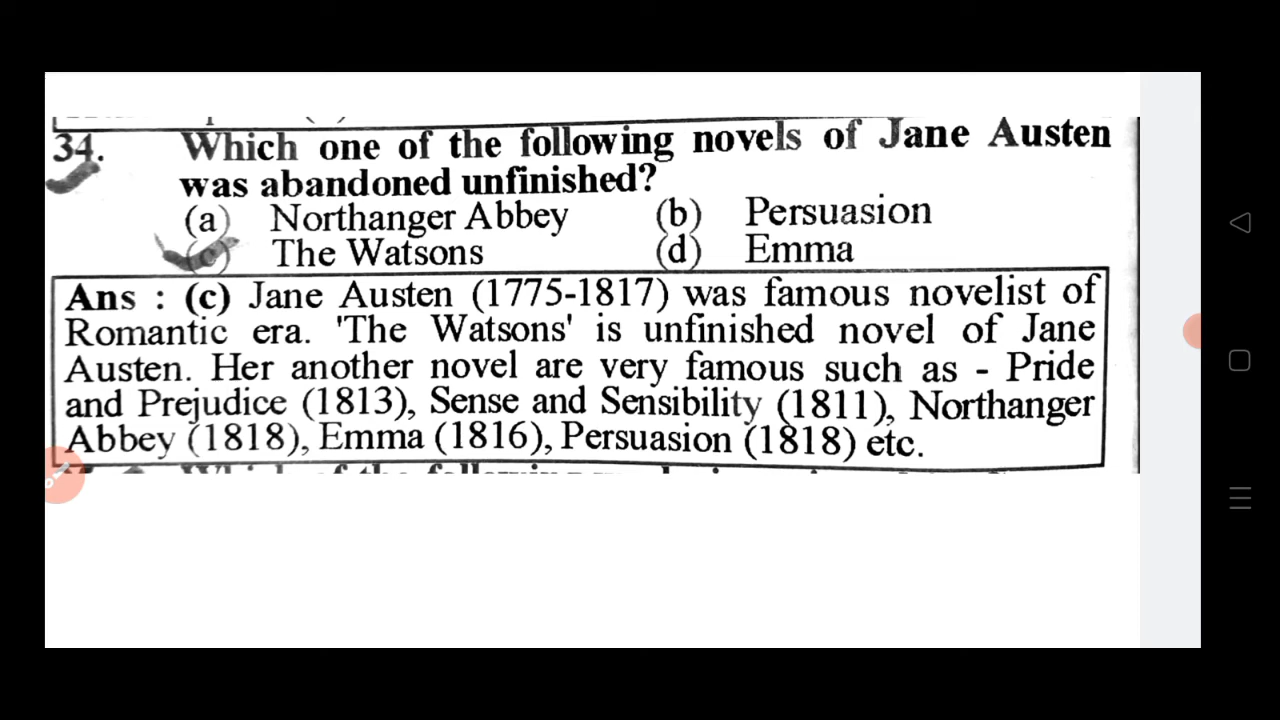 34. Which one of the following novels of Jane Austen
was abandoned unfinished?
(a) Northanger Abbey (b) Persuasion
(c) The Watsons (d) Emma
Ans : (c) Jane Austen (1775-1817) was famous novelist of
Romantic era. 'The Watsons' is unfinished novel of Jane
Austen. Her another novel are very famous such as - Pride
and Prejudice (1813), Sense and Sensibility (1811), Northanger
Abbey (1818), Emma (1816), Persuasion (1818) etc.